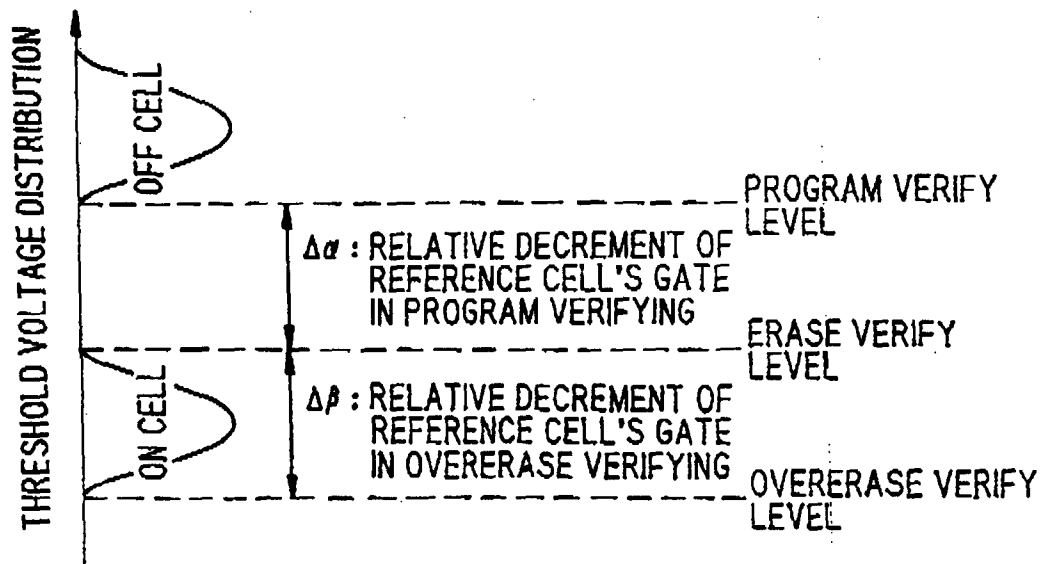 THRESHOLD VOLTAGE DISTRIBUTION
OFF CELL
PROGRAM VERIFY
LEVEL
Δα : RELATIVE DECREMENT OF
REFERENCE CELL'S GATE
IN PROGRAM VERIFYING
ERASE VERIFY
LEVEL
ON CELL
Δβ : RELATIVE DECREMENT OF
REFERENCE CELL'S GATE
IN OVERERASE VERIFYING
OVERERASE VERIFY
LEVEL